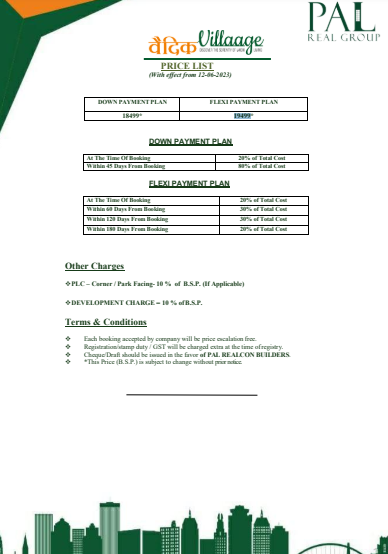 PAL
REAL GROUP
वैदिक Villaage
PRICE LIST
(With effect from 12-06-2023)
DOWN PAYMENT PLAN FLEXI PAYMENT PLAN
18499* 19499*
DOWN PAYMENT PLAN
At The Time Of Booking 20% of Total Cost
Within 45 Days From Booking 80% of Total Cost
FLEXI PAYMENT PLAN
At The Time Of Booking 20% of Total Cost
Within 60 Days From Booking 30% of Total Cost
Within 120 Days From Booking 30% of Total Cost
Within 180 Days From Booking 20% of Total Cost
Other Charges
❖PLC – Corner / Park Facing- 10 % of B.S.P. (If Applicable)
❖DEVELOPMENT CHARGE – 10 % of B.S.P.
Terms & Conditions
❖ Each booking accepted by company will be price escalation free.
❖ Registration/stamp duty / GST will be charged extra at the time of registry.
❖ Cheque/Draft should be issued in the favor of PAL REALCON BUILDERS.
❖ *This Price (B.S.P.) is subject to change without prior notice